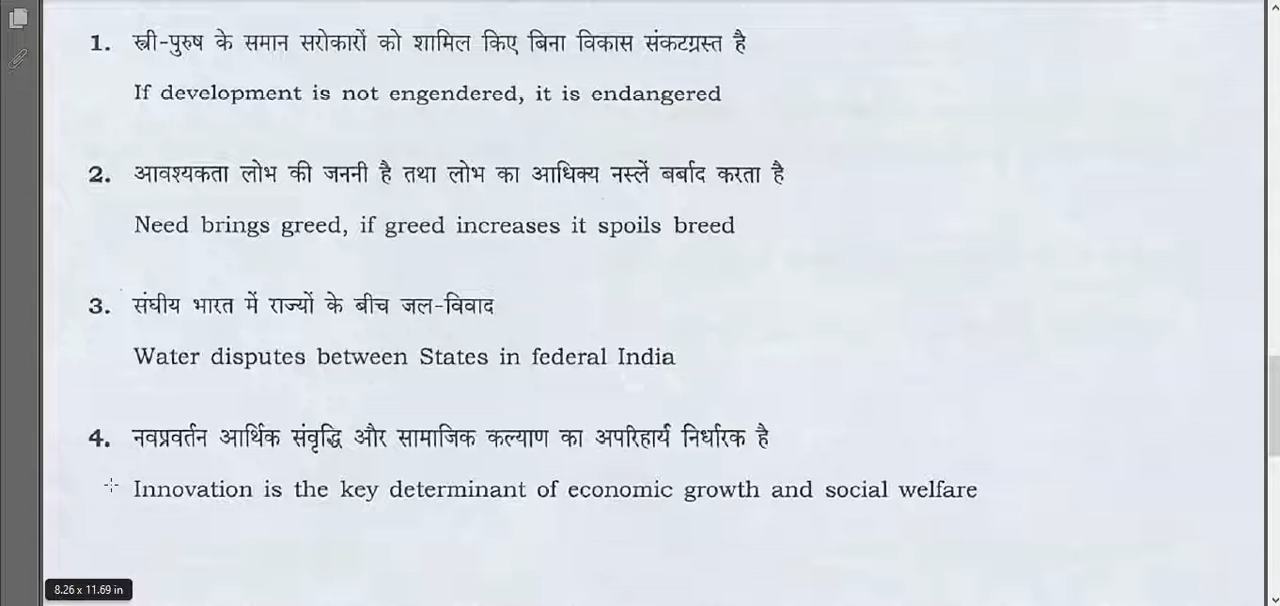 1. स्त्री-पुरुष के समान सरोकारों को शामिल किए बिना विकास संकटग्रस्त है
If development is not engendered, it is endangered
2. आवश्यकता लोभ की जननी है तथा लोभ का आधिक्य नस्लें बर्बाद करता है
Need brings greed, if greed increases it spoils breed
3. संघीय भारत में राज्यों के बीच जल-विवाद
Water disputes between States in federal India
4. नवप्रवर्तन आर्थिक संवृद्धि और सामाजिक कल्याण का अपरिहार्य निर्धारक है
Innovation is the key determinant of economic growth and social welfare
8.26 x 11.69 in